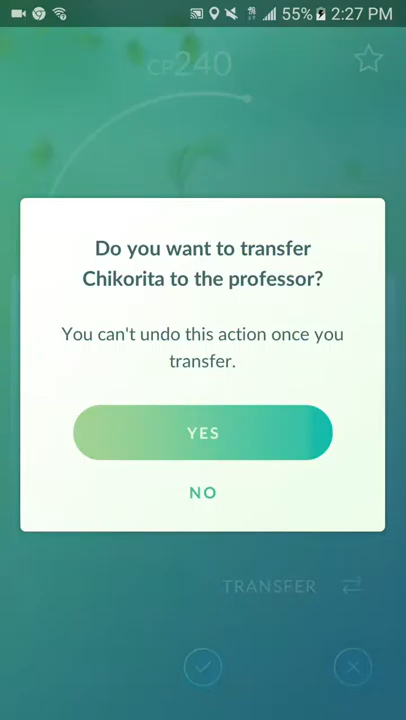 55% 2:27 PM
CP240
Do you want to transfer
Chikorita to the professor?
You can't undo this action once you
transfer.
YES
NO
TRANSFER